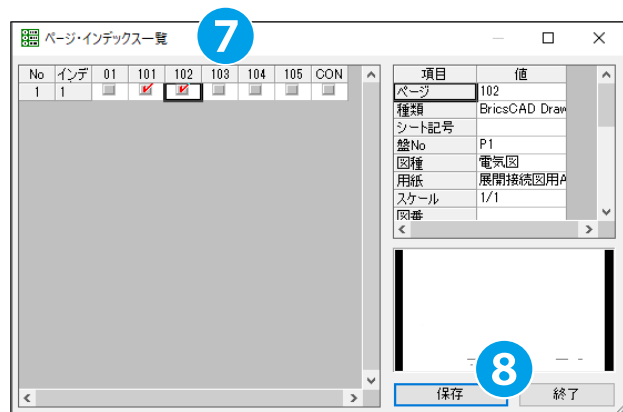 ページ・インデックス一覧
7
No インデ 01 101 102 103 104 105 CON
1 1
項目 値
ページ 102
種類 BricsCAD Draw
シート記号
盤No P1
図種 電気図
用紙 展開接続図用A
スケール 1/1
図番
8
保存 終了